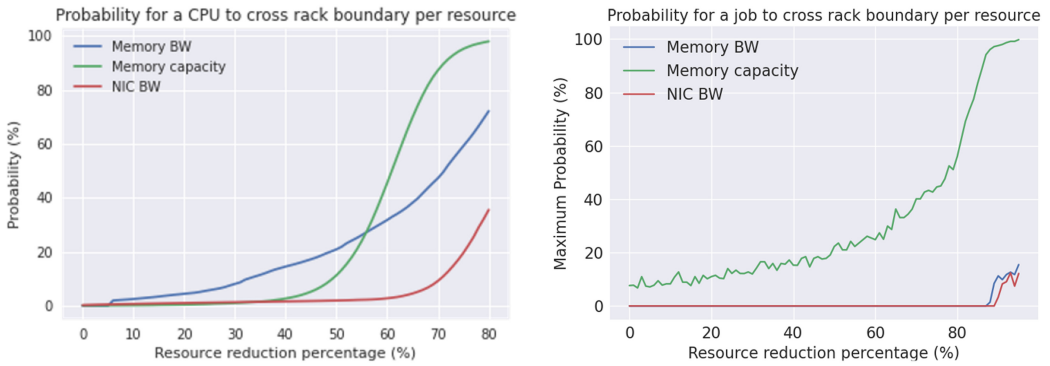 Probability for a CPU to cross rack boundary per resource
100
80
60
40
20
0
Probability (%)
Memory BW
Memory capacity
NIC BW
0 10 20 30 40 50 60 70 80
Resource reduction percentage (%)
Probability for a job to cross rack boundary per resource
100
80
60
40
20
0
Maximum Probability (%)
Memory BW
Memory capacity
NIC BW
0 20 40 60 80
Resource reduction percentage (%)